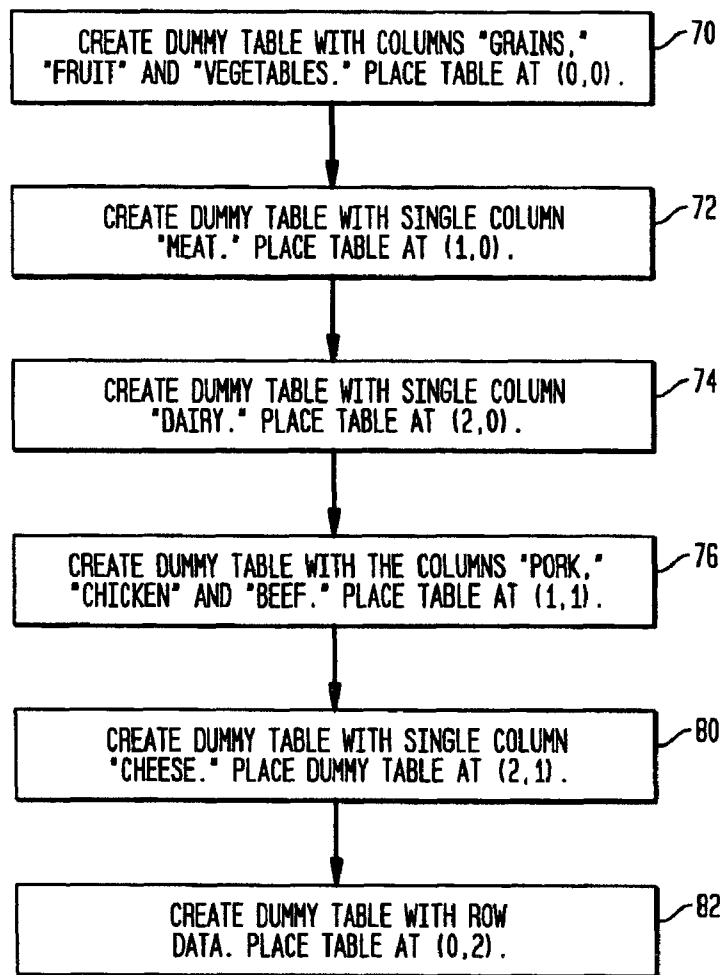 CREATE DUMMY TABLE WITH COLUMNS "GRAINS,"
"FRUIT" AND "VEGETABLES." PLACE TABLE AT (0,0).
70
CREATE DUMMY TABLE WITH SINGLE COLUMN
"MEAT." PLACE TABLE AT (1,0).
72
CREATE DUMMY TABLE WITH SINGLE COLUMN
"DAIRY." PLACE TABLE AT (2,0).
74
CREATE DUMMY TABLE WITH THE COLUMNS "PORK,"
"CHICKEN" AND "BEEF." PLACE TABLE AT (1,1).
76
CREATE DUMMY TABLE WITH SINGLE COLUMN
"CHEESE." PLACE DUMMY TABLE AT (2,1).
80
CREATE DUMMY TABLE WITH ROW
DATA. PLACE TABLE AT (0,2).
82